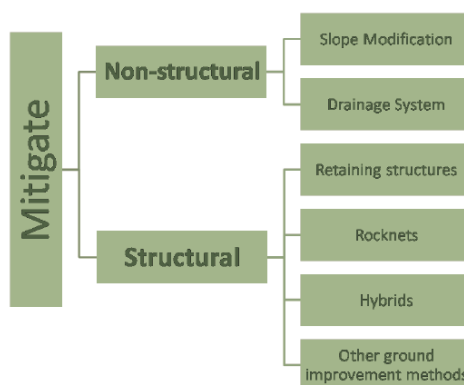 Mitigate
Non-structural
Slope Modification
Drainage System
Structural
Retaining structures
Rocknets
Hybrids
Other ground
improvement methods